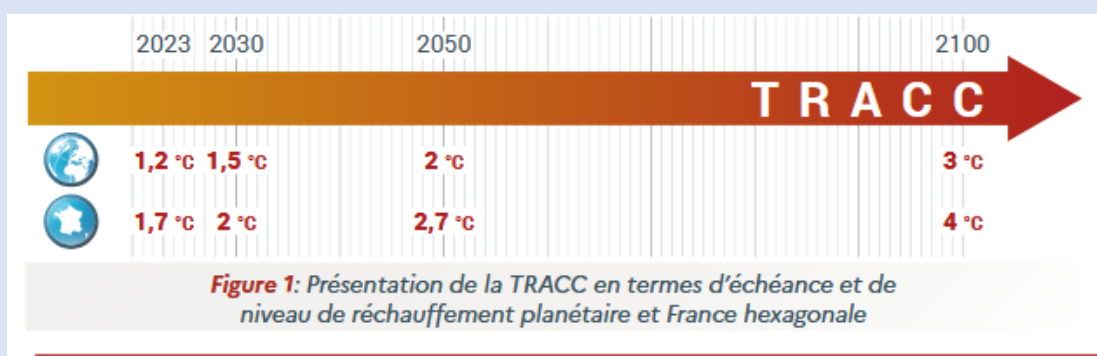 2023 2030 2050 2100
TRACC
1,2 °C 1,5 °C 2 °C 3 °C
1,7 °C 2 °C 2,7 °C 4 °C
Figure 1: Présentation de la TRACC en termes d'échéance et de
niveau de réchauffement planétaire et France hexagonale